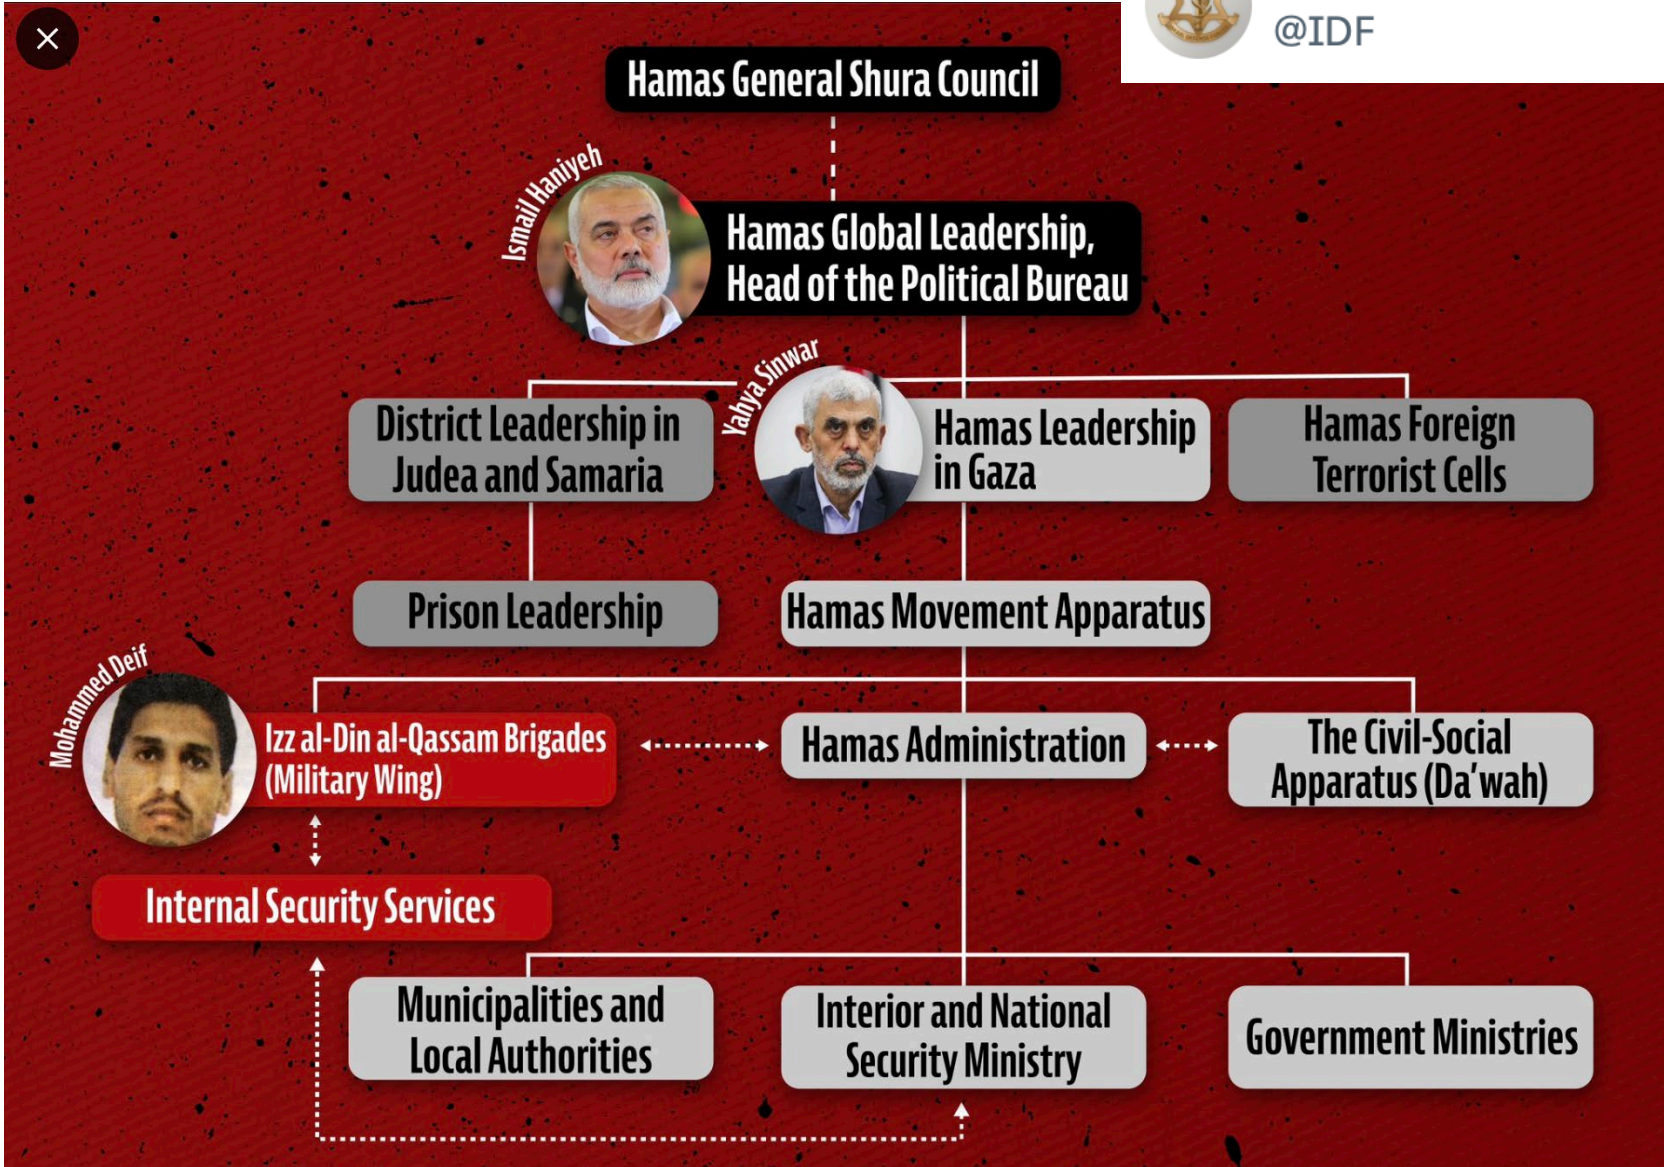 @IDF
Hamas General Shura Council
Ismail Haniyeh
Hamas Global Leadership,
Head of the Political Bureau
District Leadership in
Judea and Samaria
Yahya Sinwar
Hamas Leadership
in Gaza
Hamas Foreign
Terrorist Cells
Prison Leadership
Hamas Movement Apparatus
Mohammed Deif
Izz al-Din al-Qassam Brigades
(Military Wing)
Hamas Administration
The Civil-Social
Apparatus (Da'wah)
Internal Security Services
Municipalities and
Local Authorities
Interior and National
Security Ministry
Government Ministries